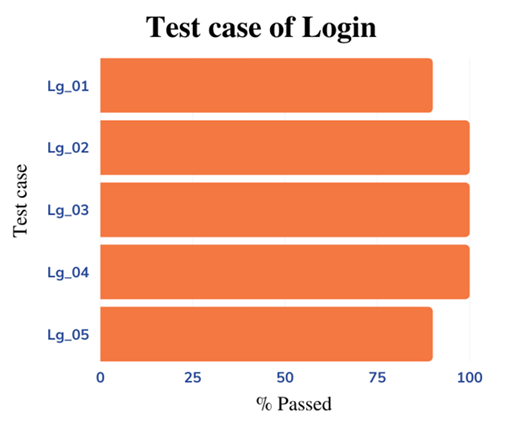 Test case of Login
Test case
Lg_01
Lg_02
Lg_03
Lg_04
Lg_05
0 25 50 75 100
% Passed